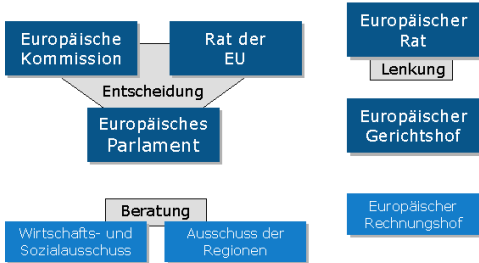 Europäische
Kommission
Rat der
EU
Entscheidung
Europäisches
Parlament
Beratung
Wirtschafts- und
Sozialausschuss
Ausschuss der
Regionen
Europäischer
Rat
Lenkung
Europäischer
Gerichtshof
Europäischer
Rechnungshof